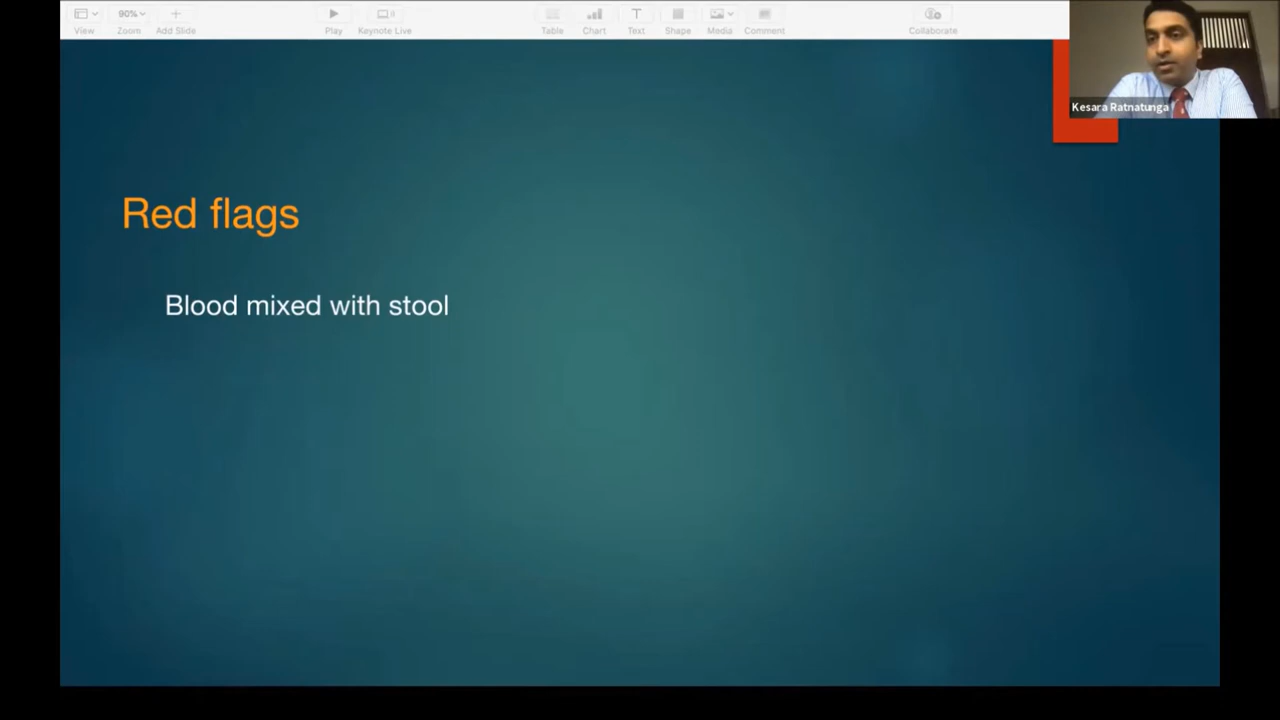 View
90%
Zoom
Add Slide
Play
Keynote Live
Table
Chart
Text
Shape
Media
Comment
Collaborate
Kesara Ratnatunga
Red flags
Blood mixed with stool